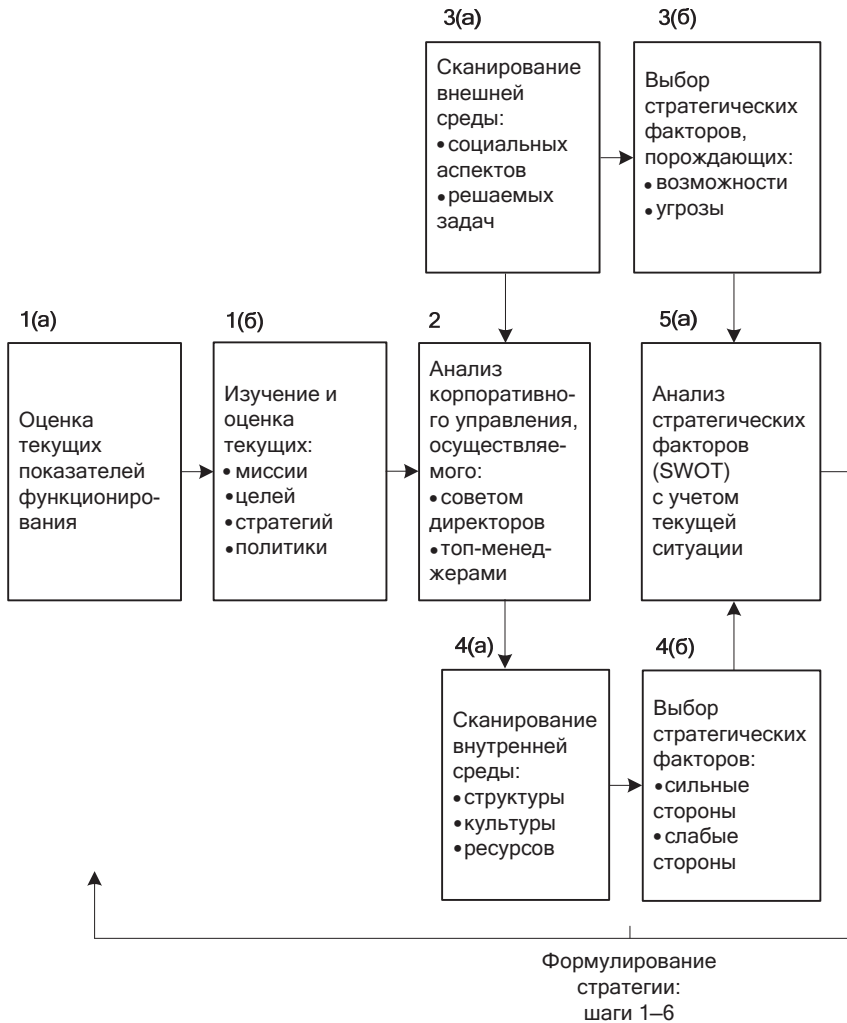 3(а)
Сканирование
внешней
среды:
• социальных
аспектов
• решаемых
задач
3(б)
Выбор
стратегических
факторов,
порождающих:
• возможности
• угрозы
1(а)
Оценка
текущих
показателей
функциониро-
вания
1(б)
Изучение и
оценка
текущих:
• миссии
• целей
• стратегий
• политики
2
Анализ
корпоративно-
го управления,
осуществляе-
мого:
• советом
директоров
• топ-менед-
жерами
5(а)
Анализ
стратегических
факторов
(SWOT)
с учетом
текущей
ситуации
4(а)
Сканирование
внутренней
среды:
• структуры
• культуры
• ресурсов
4(б)
Выбор
стратегических
факторов:
• сильные
стороны
• слабые
стороны
Формулирование
стратегии:
шаги 1–6